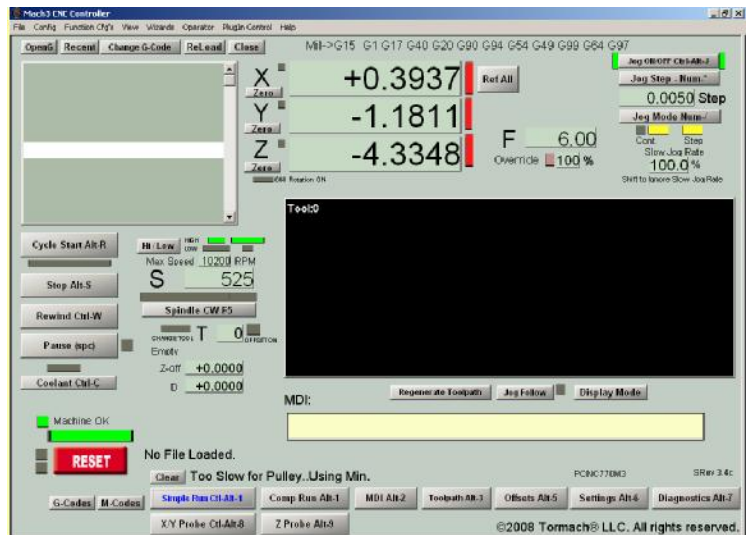 Mach3 CNC Controller
File Config Function Cfg's View Wizards Operator PlugIn Control Help
OpenG Recent Change G-Code ReLoad Close
Mill->G15 G1 G17 G40 G20 G90 G94 G54 G49 G99 G64 G97
X +0.3937 Ref All
Zero
Y -1.1811
Zero
Z -4.3348
Zero
Rotation ON
F 6.00
Override 100 %
Jog ON/OFF Ctrl-Alt-J
Jog Step - Num-*
0.0050 Step
Jog Mode Num-/
Cont Step
Slow Jog Rate
100.0 %
Shift to Ignore Slow Jog Rate
Tool:0
Cycle Start Alt-R
Stop Alt-S
Rewind Ctrl-W
Pause (spc)
Coolant Ctrl-C
Hi / Low HIGH
LOW
Max Speed 10200 RPM
S 525
Spindle CW F5
CHANGE TOOL T 0 OFFSET ON
Empty
Z-off +0.0000
D +0.0000
Regenerate Toolpath Jog Follow Display Mode
MDI:
Machine OK
RESET
No File Loaded.
Clear Too Slow for Pulley..Using Min.
PCNC770M3 SRev 3.4c
G-Codes M-Codes
Simple Run Ctl-Alt-1 Comp Run Alt-1 MDI Alt-2 Toolpath Alt-3 Offsets Alt-5 Settings Alt-6 Diagnostics Alt-7
X/Y Probe Ctl-Alt-8 Z Probe Alt-9
©2008 Tormach® LLC. All rights reserved.